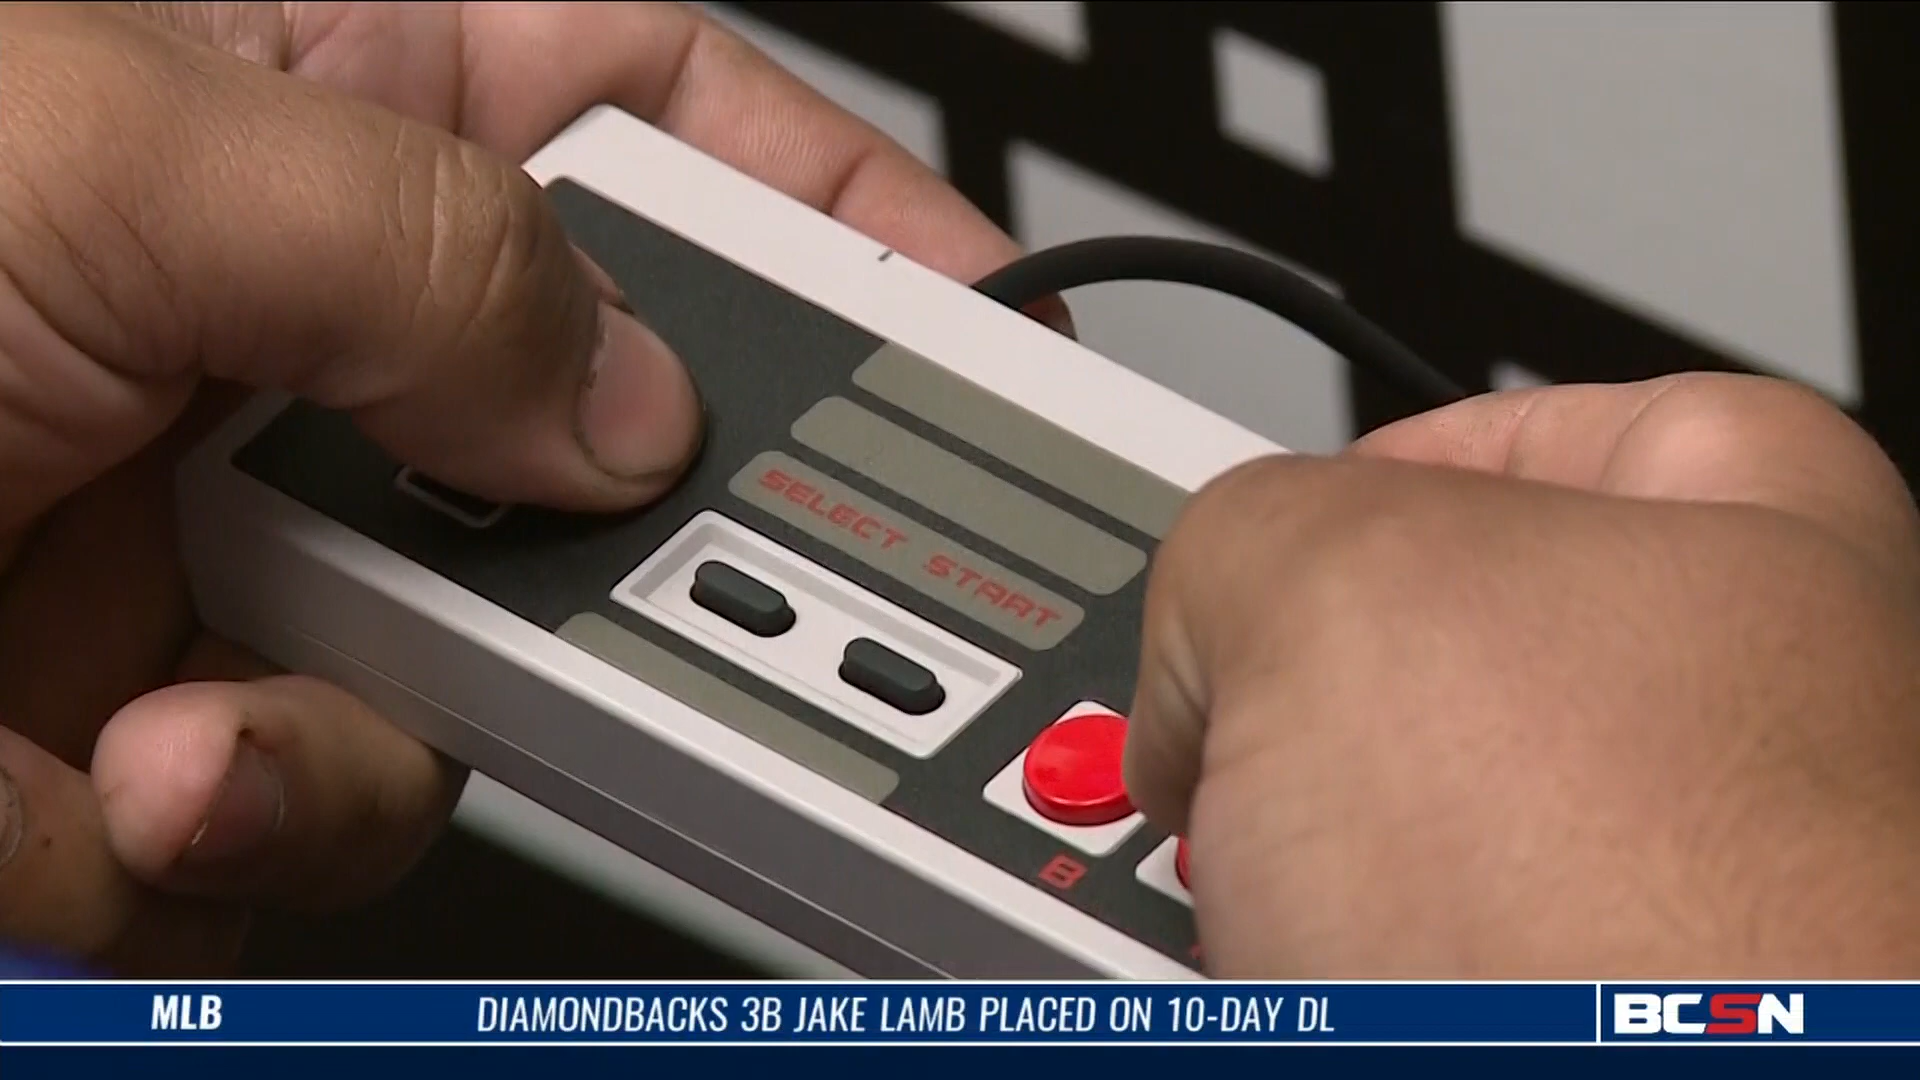 SELECT START
B
MLB
DIAMONDBACKS 3B JAKE LAMB PLACED ON 10-DAY DL
BCSN